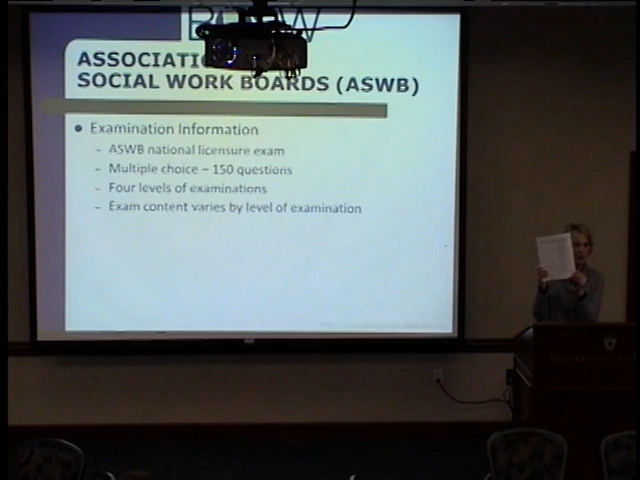 ASSOCIATI
SOCIAL WORK BOARDS (ASWB)
• Examination Information
– ASWB national licensure exam
– Multiple choice – 150 questions
– Four levels of examinations
– Exam content varies by level of examination